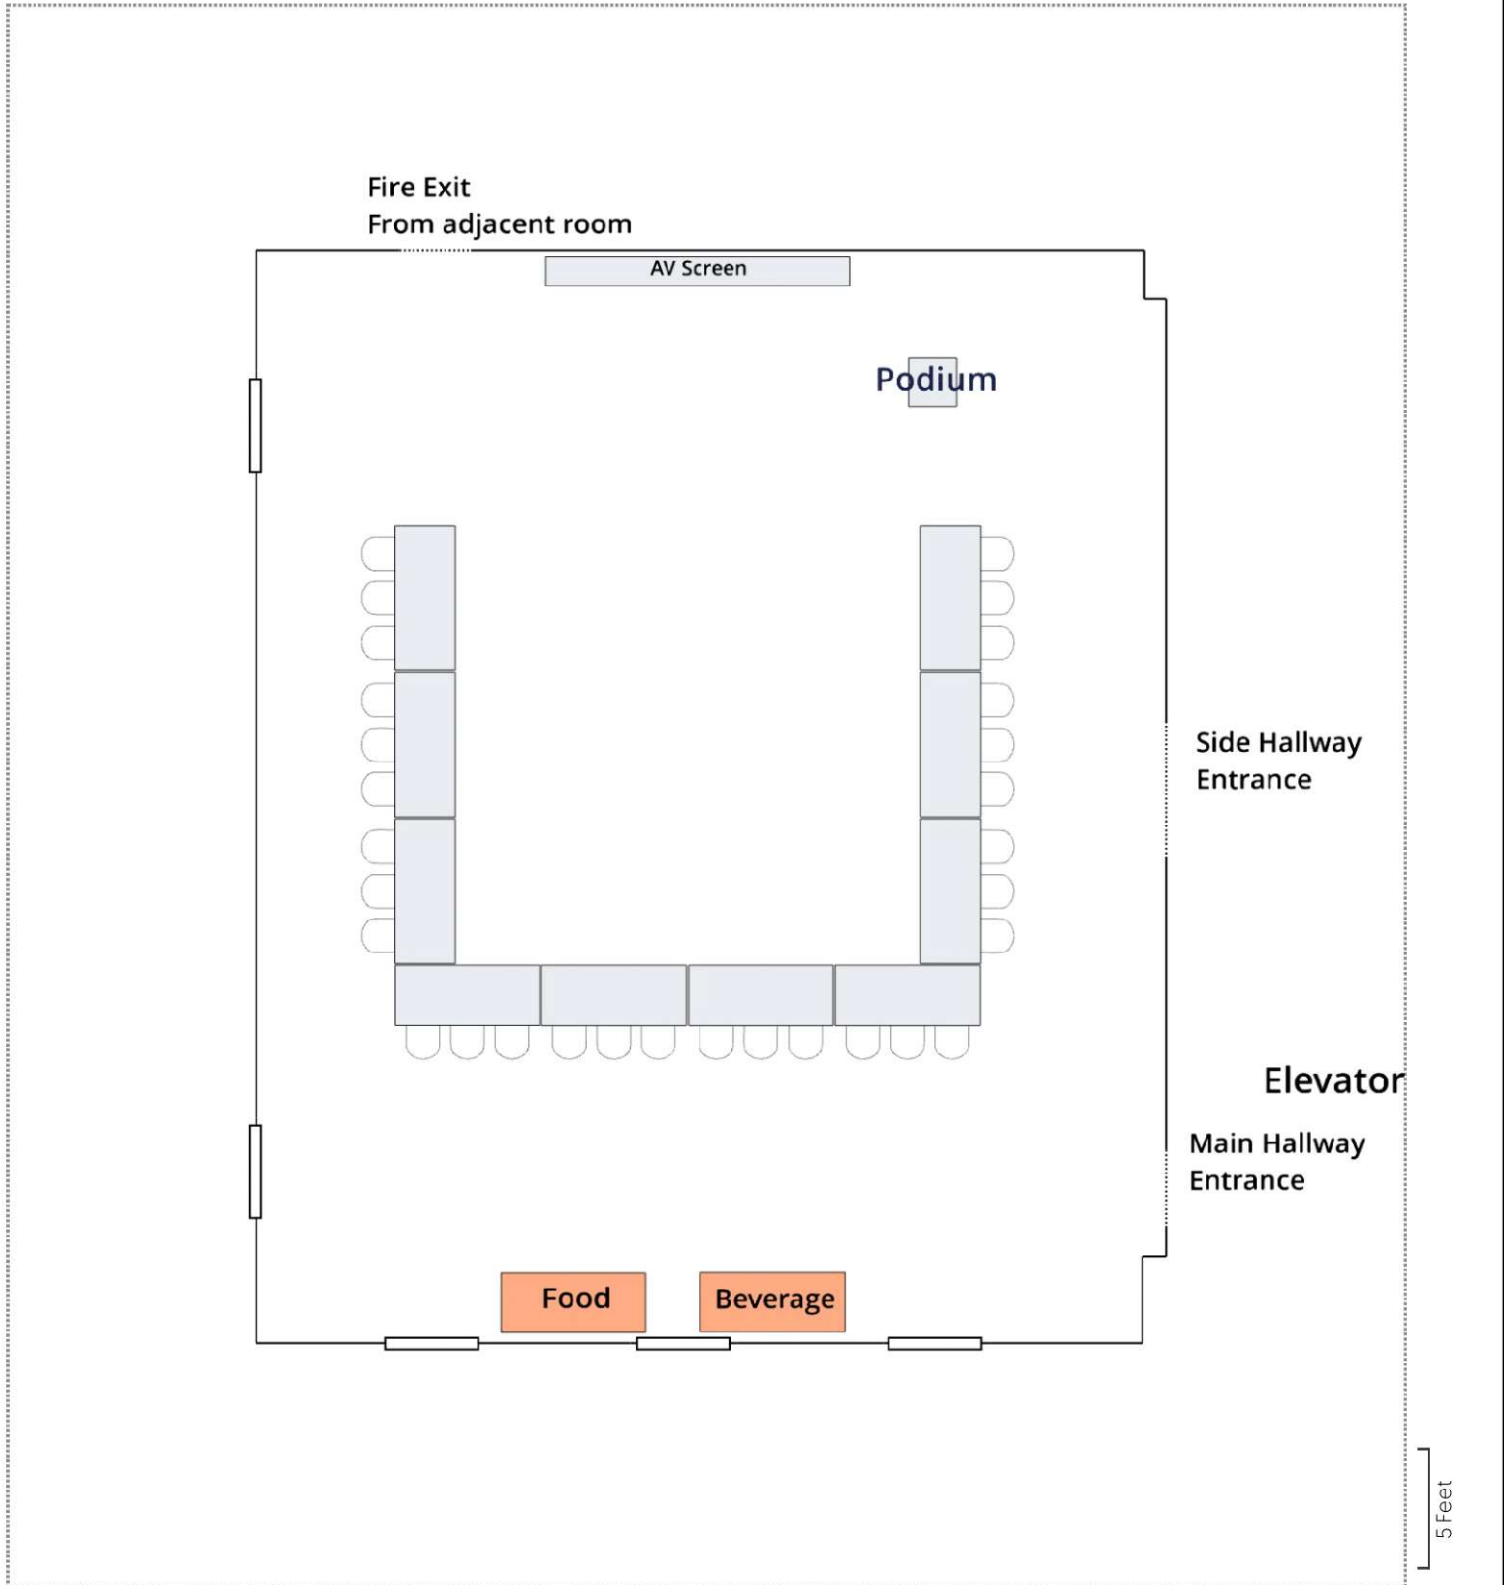 Fire Exit
From adjacent room
AV Screen
Podium
Side Hallway
Entrance
Elevator
Main Hallway
Entrance
Food
Beverage
5 Feet